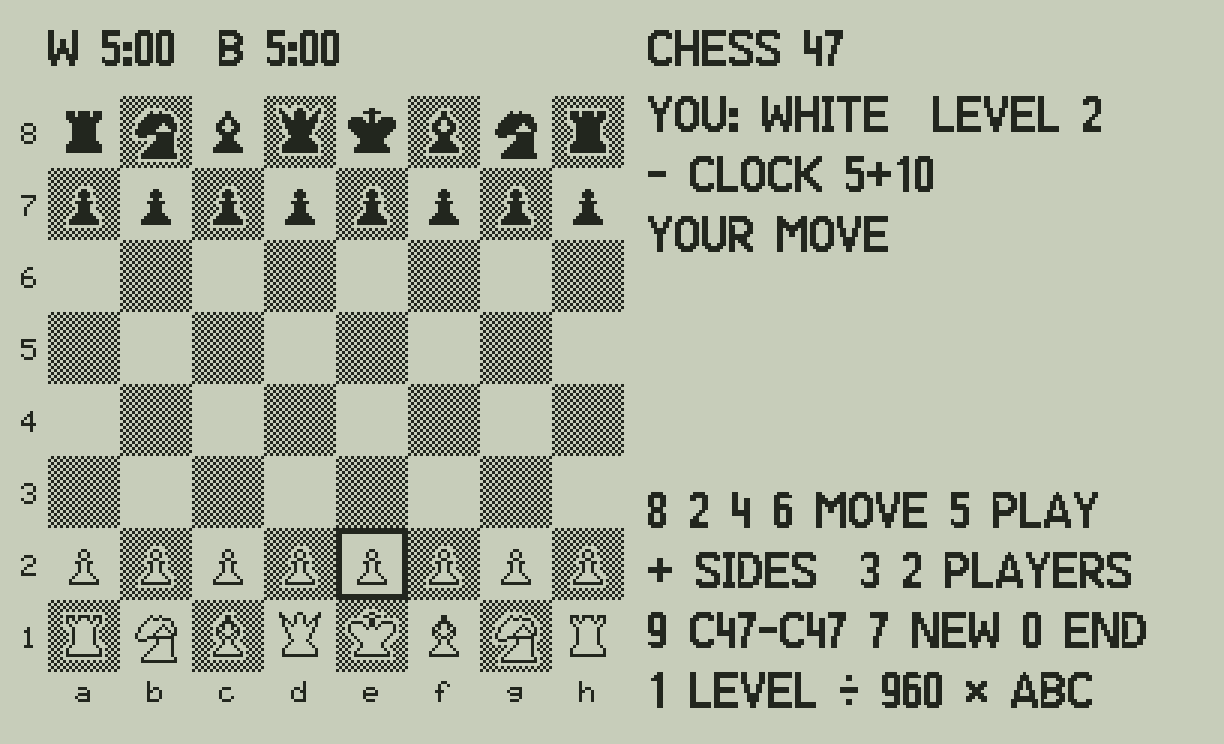 W 5:00 B 5:00
CHESS 47
YOU: WHITE LEVEL 2
- CLOCK 5+10
YOUR MOVE
8
7
6
5
4
3
2
1
a b c d e f g h
8 2 4 6 MOVE 5 PLAY
+ SIDES 3 2 PLAYERS
9 C47-C47 7 NEW 0 END
1 LEVEL ÷ 960 × ABC